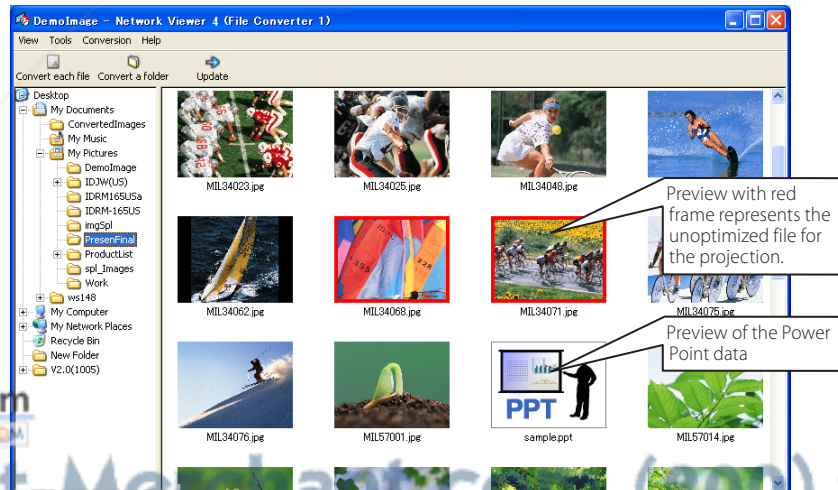 DemoImage - Network Viewer 4 (File Converter 1)
View Tools Conversion Help
Convert each file Convert a folder Update
Desktop
My Documents
ConvertedImages
My Music
My Pictures
DemoImage
IDJW(US)
IDRM165USa
IDRM-165US
imgSpl
PresenFinal
ProductList
spl_Images
Work
ws148
My Computer
My Network Places
Recycle Bin
New Folder
V2.0(1005)
MIL34023.jpg
MIL34025.jpg
MIL34048.jpg
Preview with red
frame represents the
unoptimized file for
the projection.
MIL34062.jpg
MIL34068.jpg
MIL34071.jpg
MIL34075.jpg
Preview of the Power
Point data
PPT
MIL34076.jpg
MIL57001.jpg
sample.ppt
MIL57014.jpg